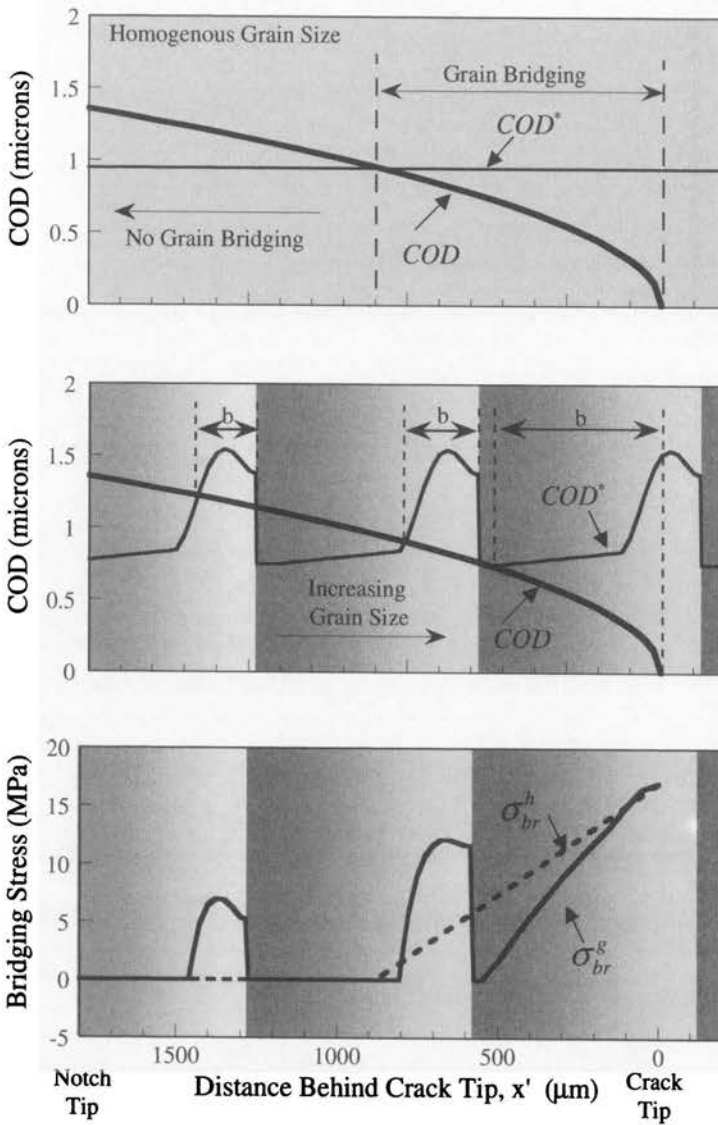 2
Homogenous Grain Size
Grain Bridging
1.5
COD*
1
COD (microns)
0.5
No Grain Bridging
COD
0
2
b
b
b
1.5
COD*
1
COD (microns)
0.5
Increasing
Grain Size
COD
0
20
15
σ_br^h
10
Bridging Stress (MPa)
5
σ_br^g
0
-5
1500
1000
500
0
Notch
Tip
Distance Behind Crack Tip, x' (μm)
Crack
Tip